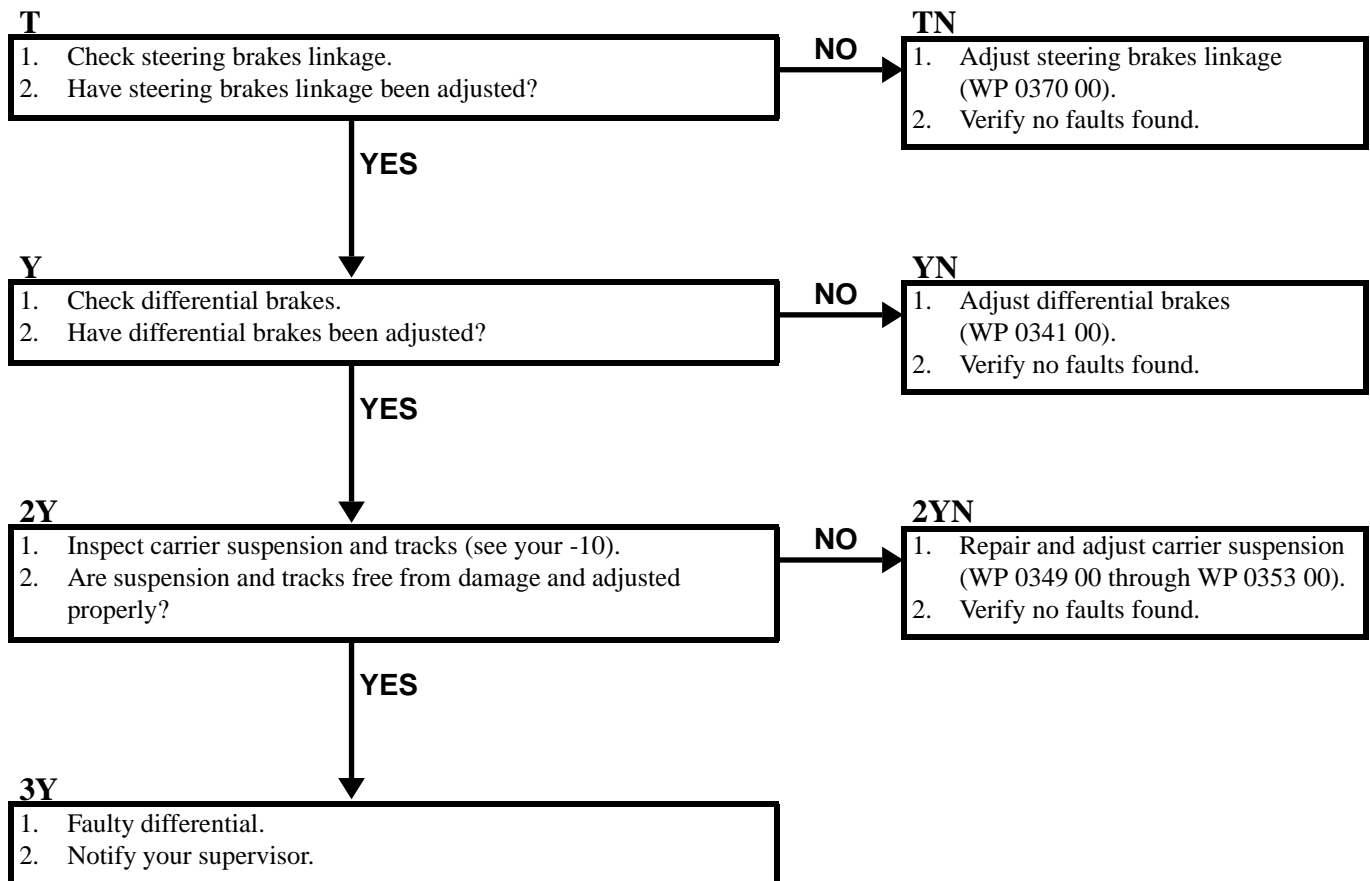 T
1. Check steering brakes linkage.
2. Have steering brakes linkage been adjusted?
NO
TN
1. Adjust steering brakes linkage
(WP 0370 00).
2. Verify no faults found.
YES
Y
1. Check differential brakes.
2. Have differential brakes been adjusted?
NO
YN
1. Adjust differential brakes
(WP 0341 00).
2. Verify no faults found.
YES
2Y
1. Inspect carrier suspension and tracks (see your -10).
2. Are suspension and tracks free from damage and adjusted
properly?
NO
2YN
1. Repair and adjust carrier suspension
(WP 0349 00 through WP 0353 00).
2. Verify no faults found.
YES
3Y
1. Faulty differential.
2. Notify your supervisor.